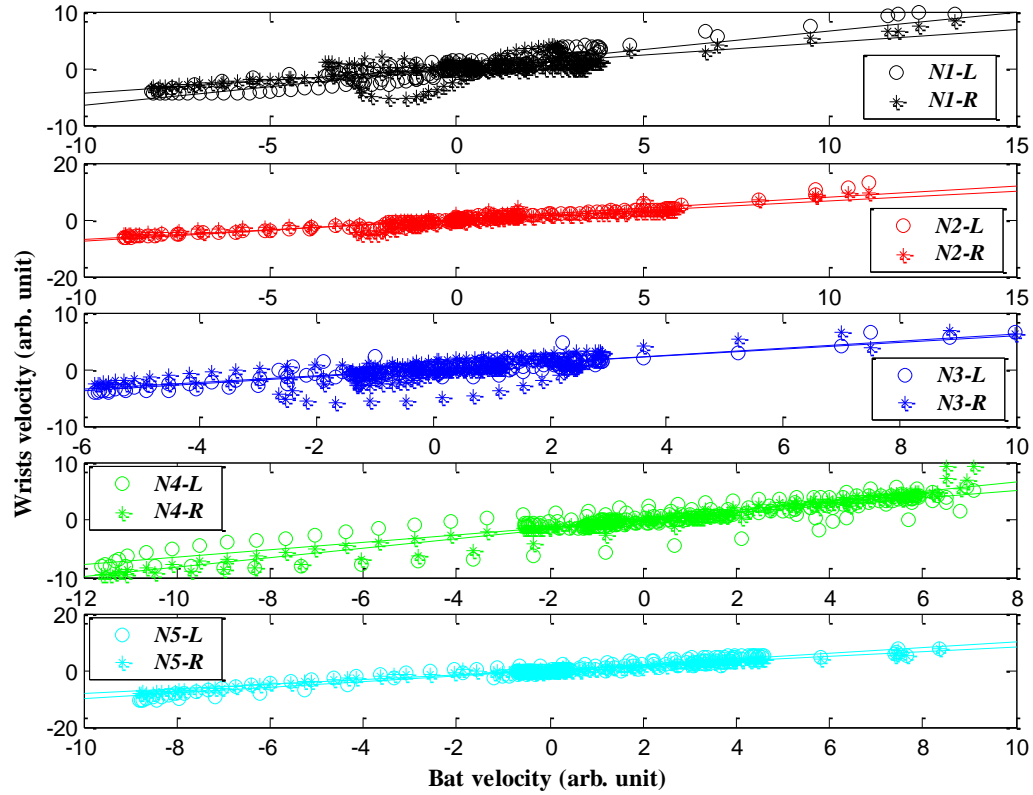 10
0
-10
-10 -5 0 5 10 15
N1-L
N1-R
20
0
-20
-10 -5 0 5 10 15
N2-L
N2-R
10
0
-10
-6 -4 -2 0 2 4 6 8 10
N3-L
N3-R
10
0
-10
-12 -10 -8 -6 -4 -2 0 2 4 6 8
N4-L
N4-R
20
0
-20
-10 -8 -6 -4 -2 0 2 4 6 8 10
N5-L
N5-R
Wrists velocity (arb. unit)
Bat velocity (arb. unit)